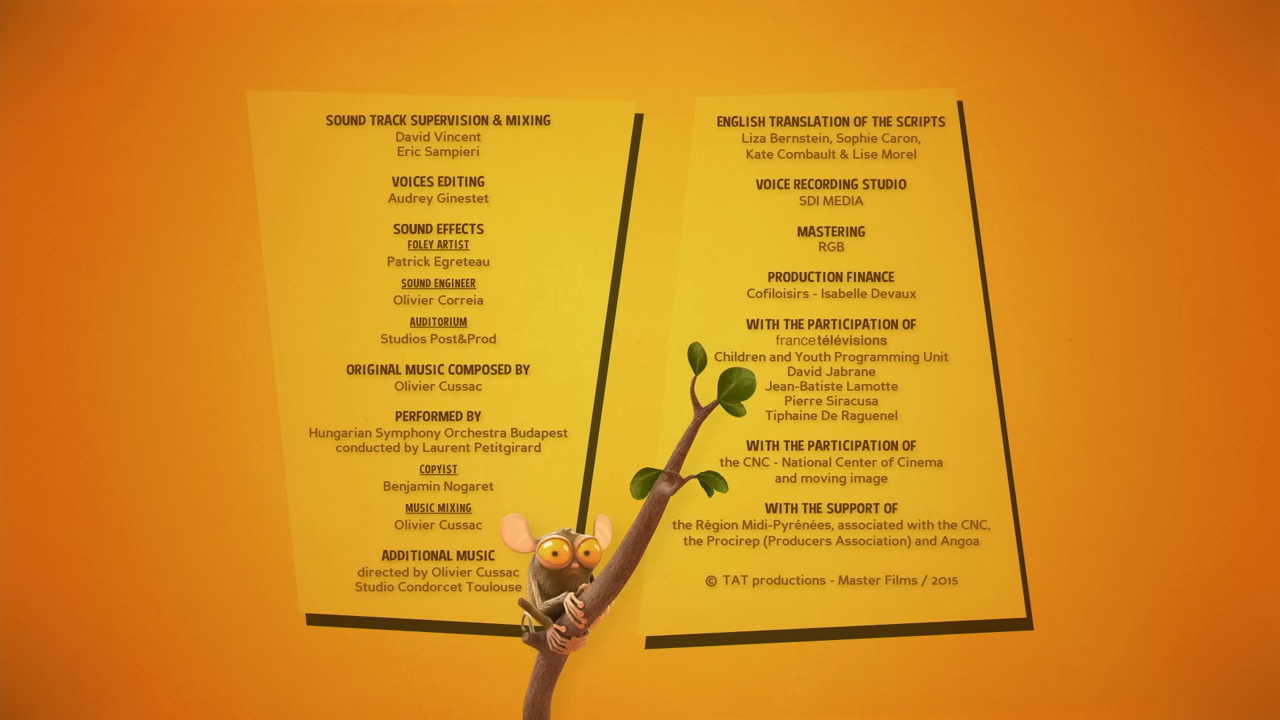 SOUND TRACK SUPERVISION & MIXING
David Vincent
Eric Sampieri
VOICES EDITING
Audrey Ginestet
SOUND EFFECTS
FOLEY ARTIST
Patrick Egreteau
SOUND ENGINEER
Olivier Correia
AUDITORIUM
Studios Post&Prod
ORIGINAL MUSIC COMPOSED BY
Olivier Cussac
PERFORMED BY
Hungarian Symphony Orchestra Budapest
conducted by Laurent Petitgirard
COPYIST
Benjamin Nogaret
MUSIC MIXING
Olivier Cussac
ADDITIONAL MUSIC
directed by Olivier Cussac
Studio Condorcet Toulouse
ENGLISH TRANSLATION OF THE SCRIPTS
Liza Bernstein, Sophie Caron,
Kate Combault & Lise Morel
VOICE RECORDING STUDIO
SDI MEDIA
MASTERING
RGB
PRODUCTION FINANCE
Cofiloisirs - Isabelle Devaux
WITH THE PARTICIPATION OF
francetélévisions
Children and Youth Programming Unit
David Jabrane
Jean-Batiste Lamotte
Pierre Siracusa
Tiphaine De Raguenel
WITH THE PARTICIPATION OF
the CNC - National Center of Cinema
and moving image
WITH THE SUPPORT OF
the Région Midi-Pyrénées, associated with the CNC,
the Procirep (Producers Association) and Angoa
© TAT productions - Master Films / 2015